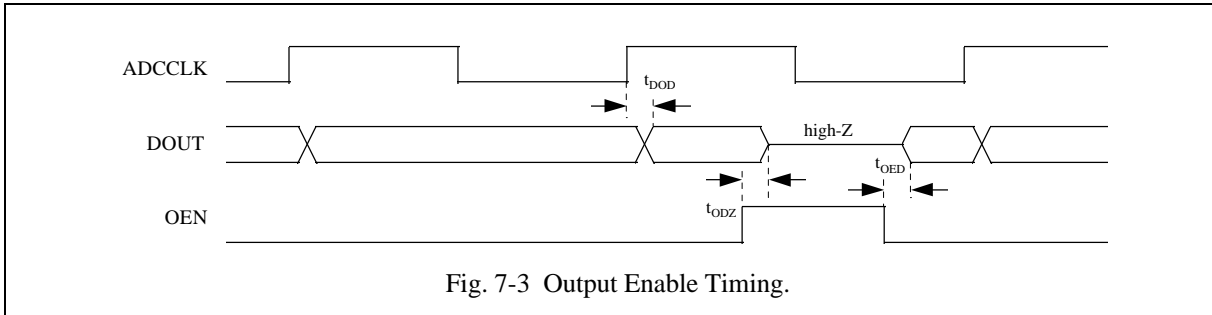 ADCCLK
t_DOD
DOUT
high-Z
t_OED
t_ODZ
OEN
Fig. 7-3 Output Enable Timing.